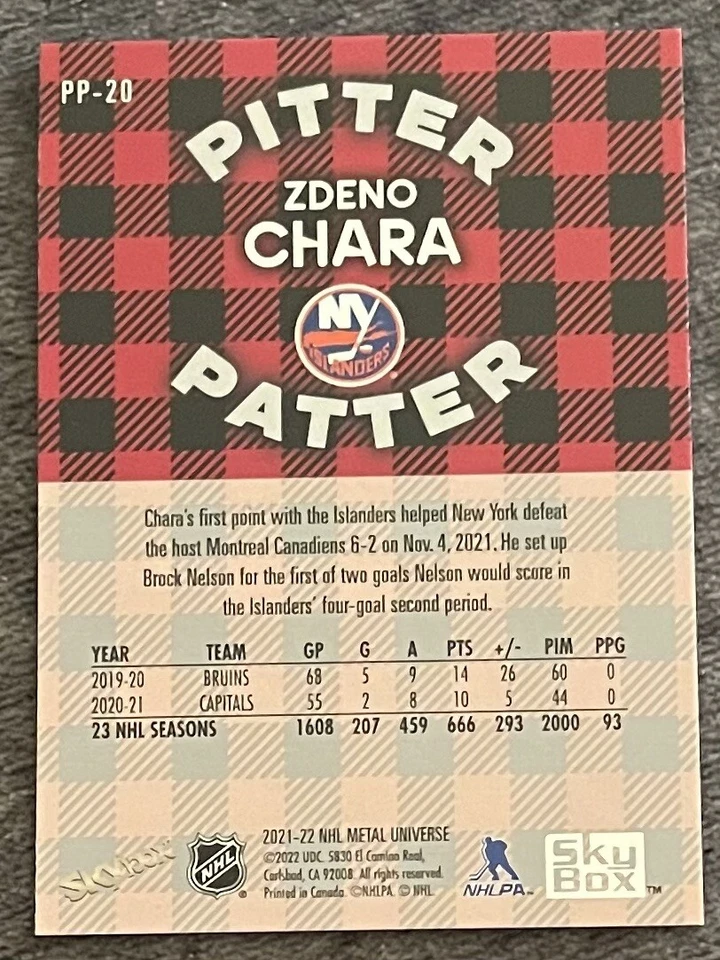 PP-20
PITTER
ZDENO
CHARA
NY
ISLANDERS
PATTER
Chara's first point with the Islanders helped New York defeat
the host Montreal Canadiens 6-2 on Nov. 4, 2021. He set up
Brock Nelson for the first of two goals Nelson would score in
the Islanders' four-goal second period.
YEAR TEAM GP G A PTS +/- PIM PPG
2019-20 BRUINS 68 5 9 14 26 60 0
2020-21 CAPITALS 55 2 8 10 5 44 0
23 NHL SEASONS 1608 207 459 666 293 2000 93
SkyBox
NHL ®
2021-22 NHL METAL UNIVERSE
©2022 UDC. 5830 El Camino Real,
Carlsbad, CA 92008. All rights reserved.
Printed in Canada. ©NHLPA. © NHL.
NHLPA™
Sky
Box™